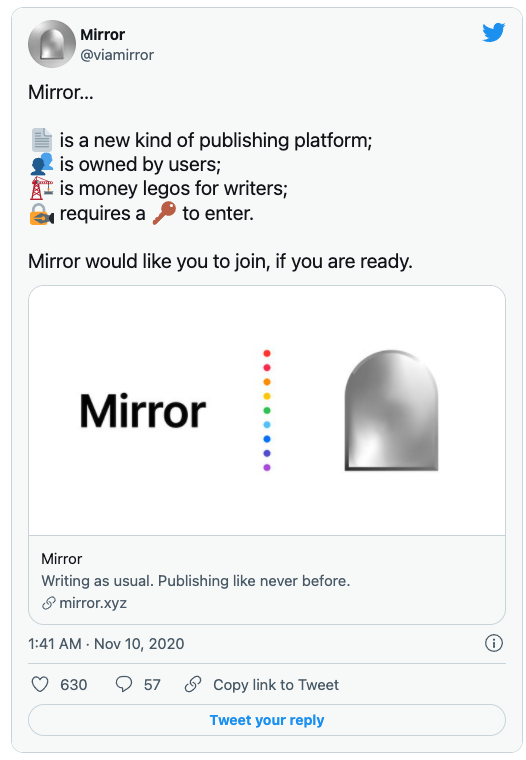 Mirror
@viamirror
Mirror...
📄 is a new kind of publishing platform;
👥 is owned by users;
🏗️ is money legos for writers;
🔏 requires a 🔑 to enter.
Mirror would like you to join, if you are ready.
Mirror
Mirror
Writing as usual. Publishing like never before.
mirror.xyz
1:41 AM · Nov 10, 2020
630 57 Copy link to Tweet
Tweet your reply